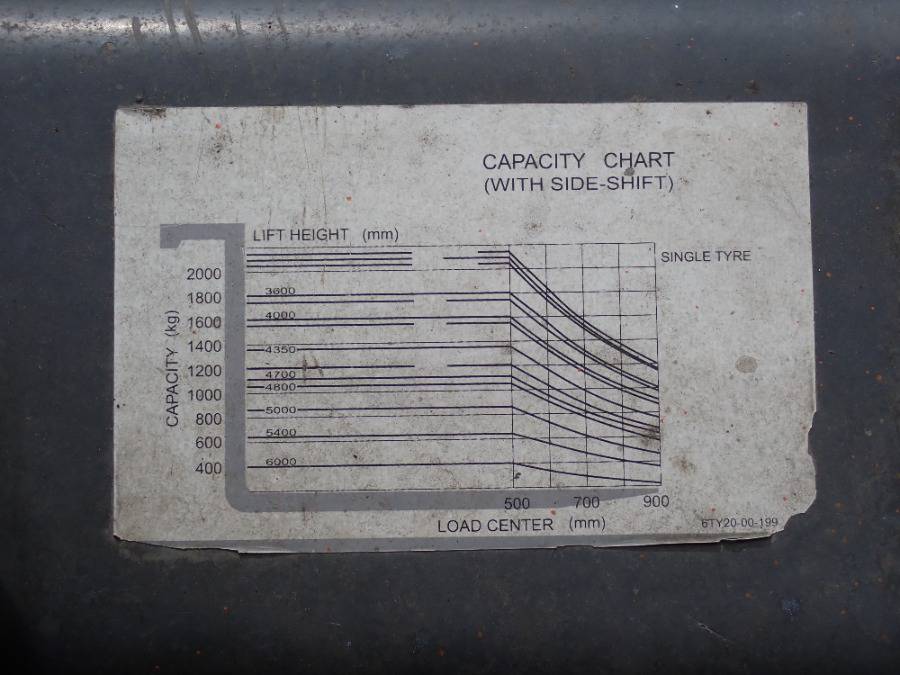 CAPACITY CHART
(WITH SIDE-SHIFT)
LIFT HEIGHT (mm)
SINGLE TYRE
CAPACITY (kg)
2000
1800
1600
1400
1200
1000
800
600
400
3600
4000
4350
4700
4800
5000
5400
6000
500 700 900
LOAD CENTER (mm)
6TY20-00-199